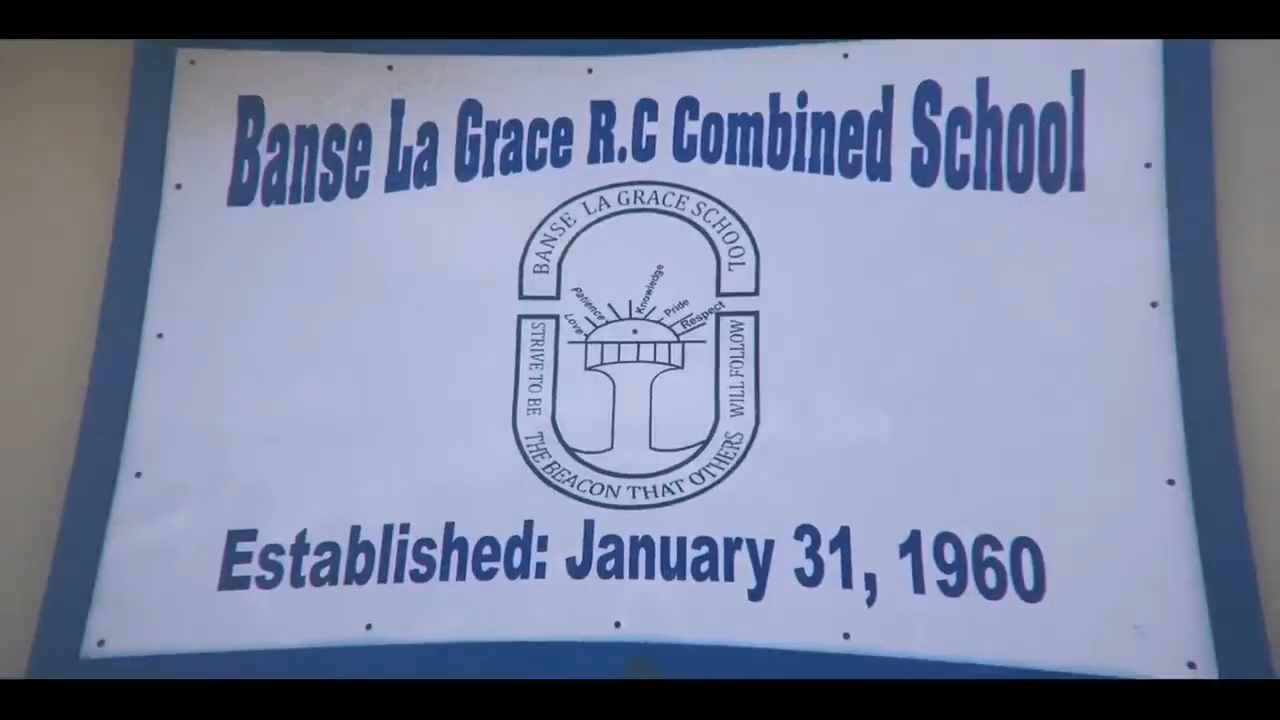 Banse La Grace R.C Combined School
BANSE LA GRACE SCHOOL
Love
Patience
Knowledge
Pride
Respect
STRIVE TO BE THE BEACON THAT OTHERS WILL FOLLOW
Established: January 31, 1960